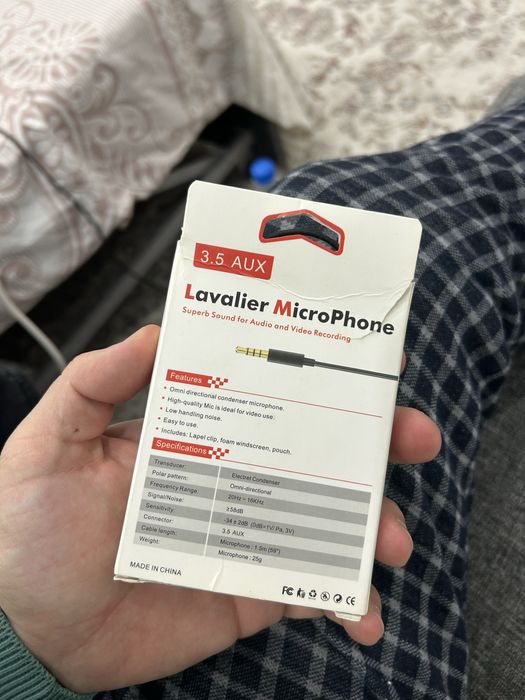 3.5 AUX
Lavalier MicroPhone
Superb Sound for Audio and Video Recording
Features
• Omni directional condenser microphone.
• High-quality Mic is ideal for video use.
• Low handling noise.
• Easy to use.
• Includes: Lapel clip, foam windscreen, pouch.
Specifications
Transducer: Electret Condenser
Polar pattern: Omni-directional
Frequency Range: 20Hz ~ 16KHz
Signal/Noise: ≥58dB
Sensitivity: -34 ± 2dB (0dB=1V/ Pa, 3V)
Connector: 3.5 AUX
Cable length: Microphone : 1.5m (59")
Weight: Microphone : 25g
MADE IN CHINA
FC CE